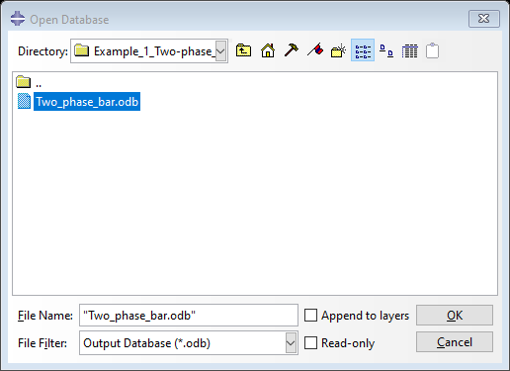 Open Database
Directory: Example_1_Two-phase_
..
Two_phase_bar.odb
File Name: "Two_phase_bar.odb" Append to layers OK
File Filter: Output Database (*.odb) Read-only Cancel